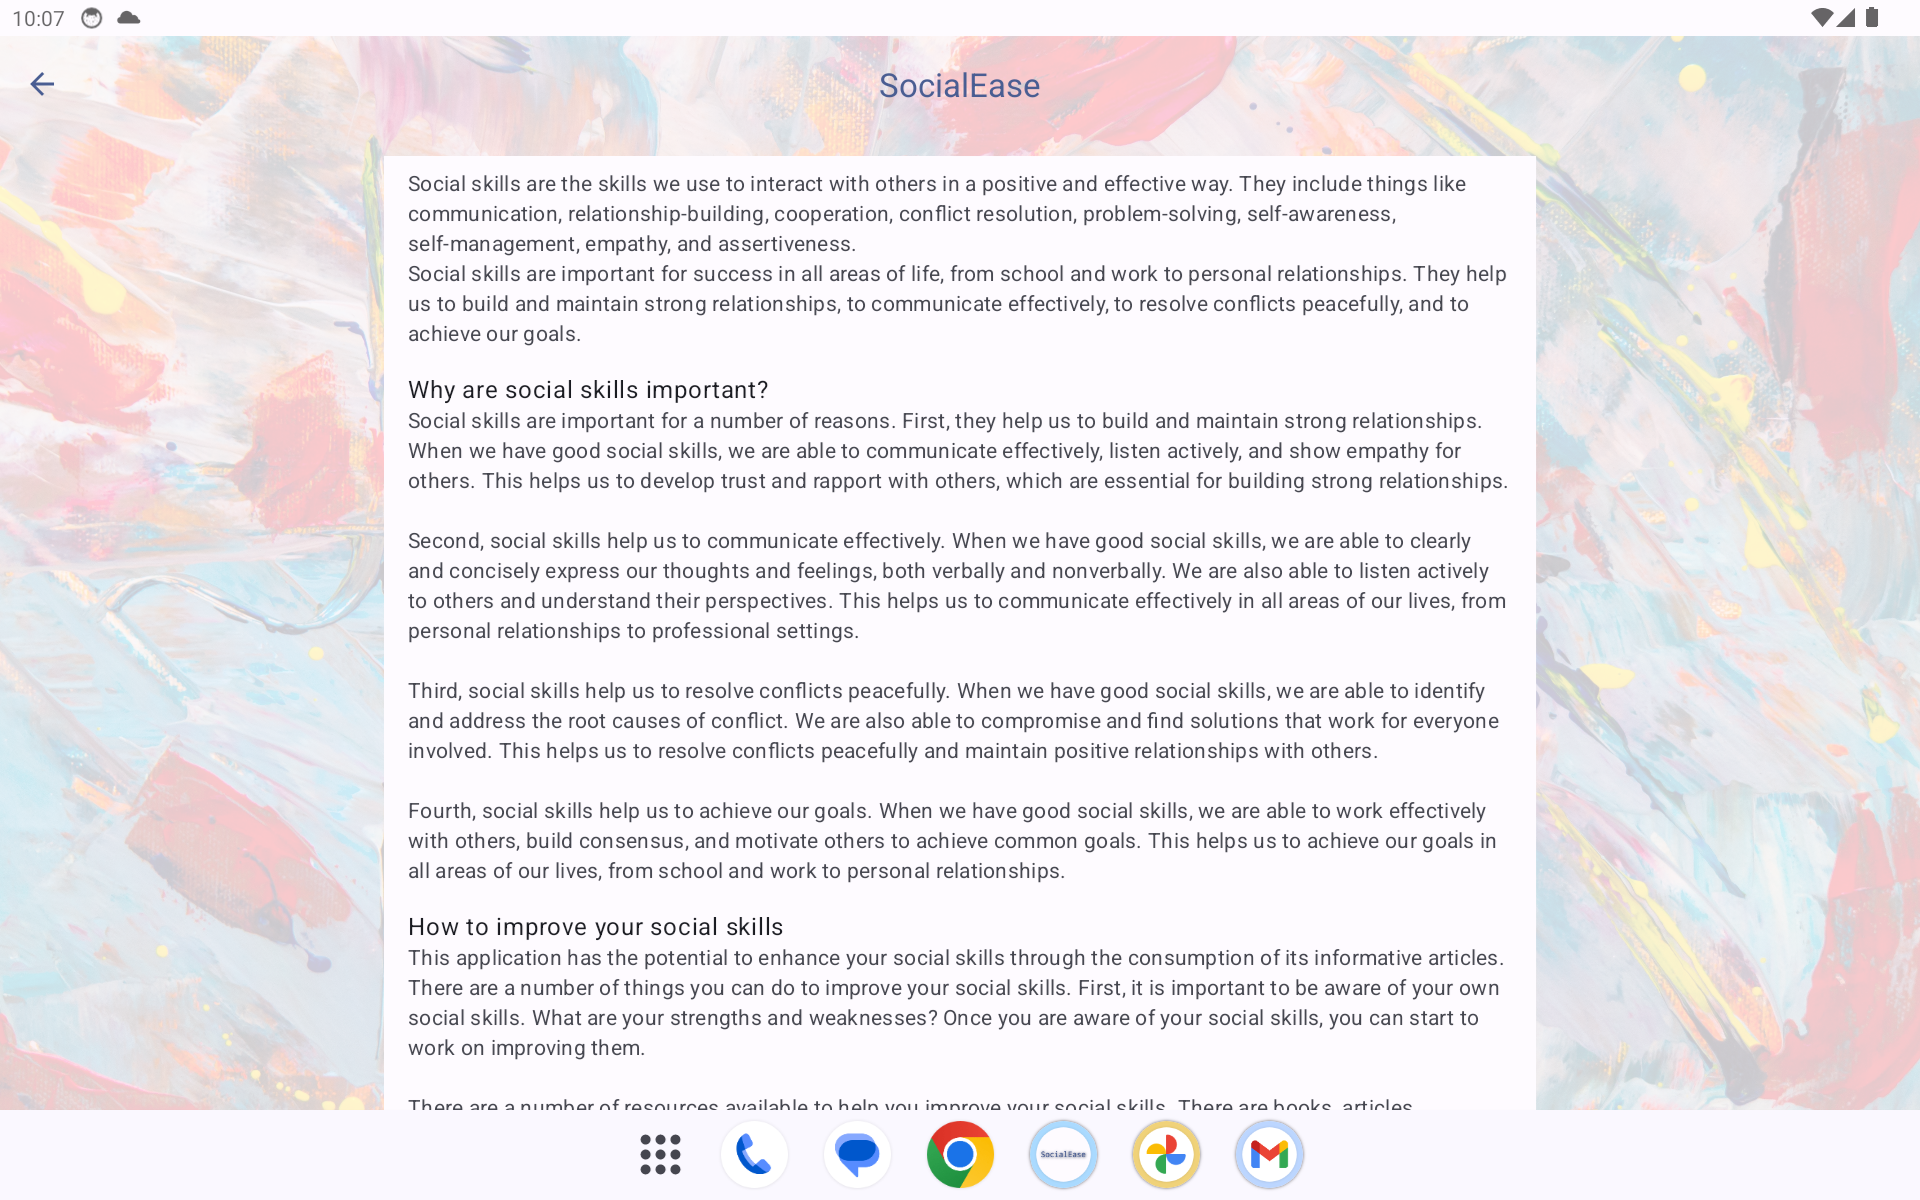 10:07
SocialEase
Social skills are the skills we use to interact with others in a positive and effective way. They include things like
communication, relationship-building, cooperation, conflict resolution, problem-solving, self-awareness,
self-management, empathy, and assertiveness.
Social skills are important for success in all areas of life, from school and work to personal relationships. They help
us to build and maintain strong relationships, to communicate effectively, to resolve conflicts peacefully, and to
achieve our goals.
Why are social skills important?
Social skills are important for a number of reasons. First, they help us to build and maintain strong relationships.
When we have good social skills, we are able to communicate effectively, listen actively, and show empathy for
others. This helps us to develop trust and rapport with others, which are essential for building strong relationships.
Second, social skills help us to communicate effectively. When we have good social skills, we are able to clearly
and concisely express our thoughts and feelings, both verbally and nonverbally. We are also able to listen actively
to others and understand their perspectives. This helps us to communicate effectively in all areas of our lives, from
personal relationships to professional settings.
Third, social skills help us to resolve conflicts peacefully. When we have good social skills, we are able to identify
and address the root causes of conflict. We are also able to compromise and find solutions that work for everyone
involved. This helps us to resolve conflicts peacefully and maintain positive relationships with others.
Fourth, social skills help us to achieve our goals. When we have good social skills, we are able to work effectively
with others, build consensus, and motivate others to achieve common goals. This helps us to achieve our goals in
all areas of our lives, from school and work to personal relationships.
How to improve your social skills
This application has the potential to enhance your social skills through the consumption of its informative articles.
There are a number of things you can do to improve your social skills. First, it is important to be aware of your own
social skills. What are your strengths and weaknesses? Once you are aware of your social skills, you can start to
work on improving them.
There are a number of resources available to help you improve your social skills. There are books, articles,
SocialEase